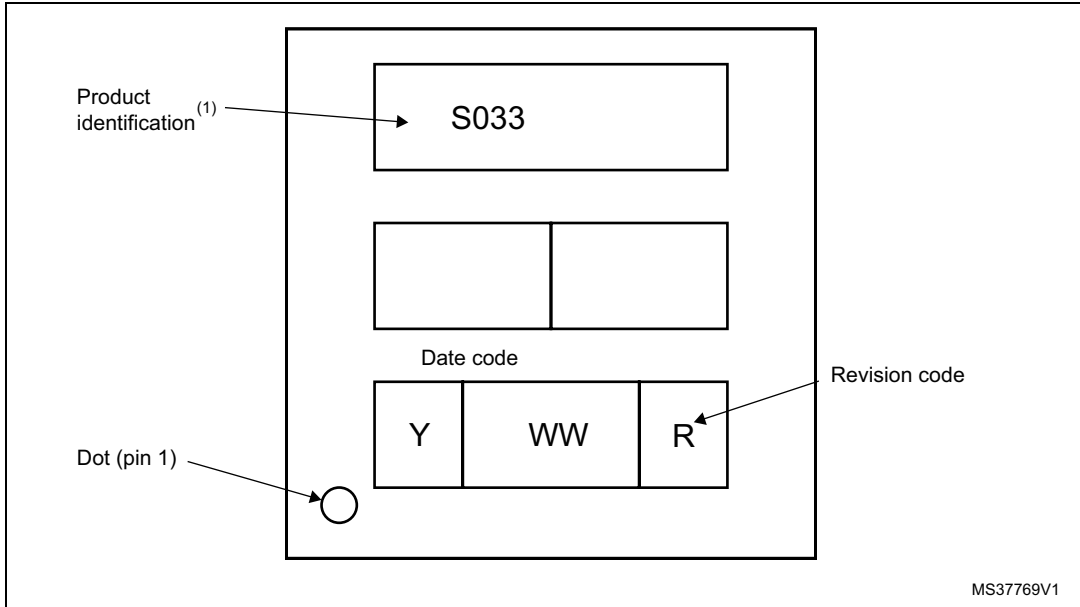 Product
identification(1)
S033
Date code
Y WW R
Revision code
Dot (pin 1)
MS37769V1